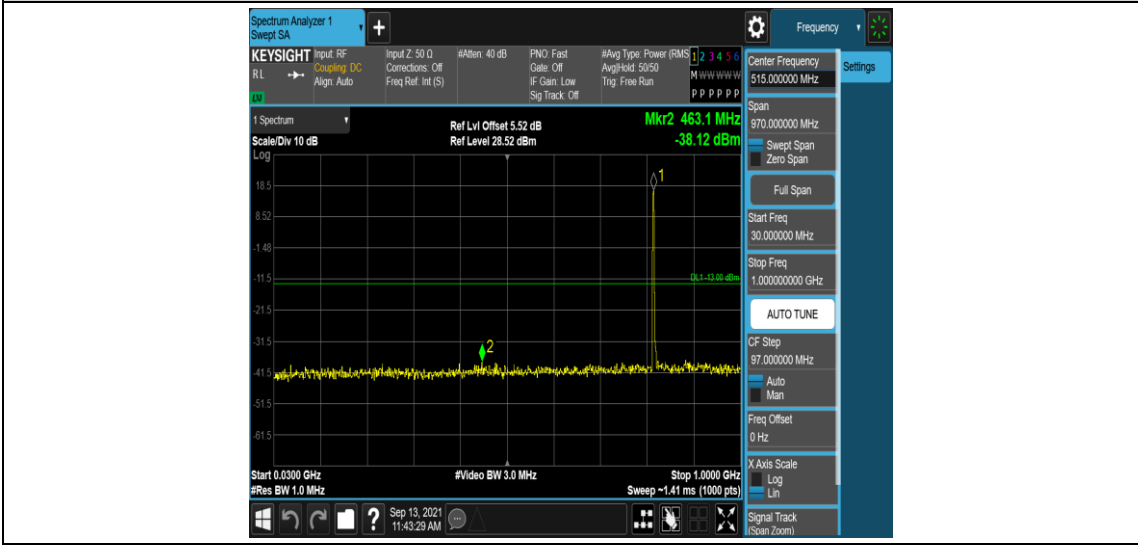 Spectrum Analyzer 1
Swept SA
+
Frequency
KEYSIGHT
RL
LM
Input: RF
Coupling: DC
Align: Auto
Input Z: 50 Ω
Corrections: Off
Freq Ref: Int (S)
#Atten: 40 dB
PNO: Fast
Gate: Off
IF Gain: Low
Sig Track: Off
#Avg Type: Power (RMS
Avg|Hold: 50/50
Trig: Free Run
1 2 3 4 5 6
M W W W W W
P P P P P P
1 Spectrum
Scale/Div 10 dB
Log
Ref Lvl Offset 5.52 dB
Ref Level 28.52 dBm
Mkr2 463.1 MHz
-38.12 dBm
18.5
8.52
-1.48
-11.5
-21.5
-31.5
-41.5
-51.5
-61.5
1
DL1 -13.00 dBm
2
Start 0.0300 GHz
#Res BW 1.0 MHz
#Video BW 3.0 MHz
Stop 1.0000 GHz
Sweep ~1.41 ms (1000 pts)
?
Sep 13, 2021
11:43:29 AM
Center Frequency
515.000000 MHz
Settings
Span
970.000000 MHz
Swept Span
Zero Span
Full Span
Start Freq
30.000000 MHz
Stop Freq
1.000000000 GHz
AUTO TUNE
CF Step
97.000000 MHz
Auto
Man
Freq Offset
0 Hz
X Axis Scale
Log
Lin
Signal Track
(Span Zoom)